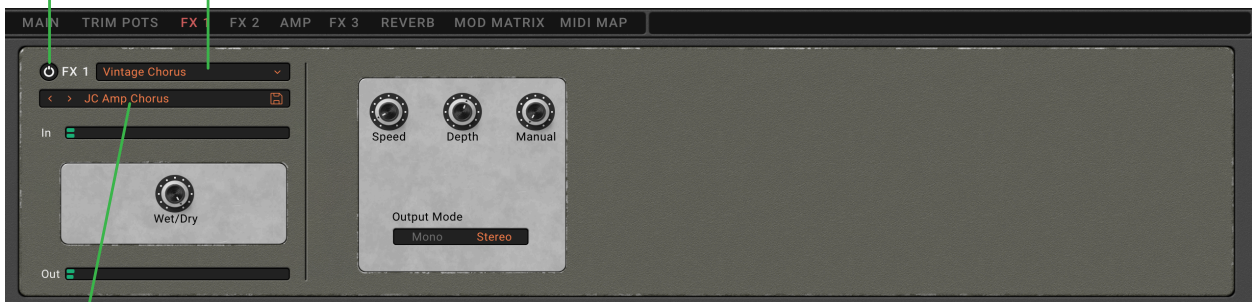 MAIN TRIM POTS FX 1 FX 2 AMP FX 3 REVERB MOD MATRIX MIDI MAP
FX 1 Vintage Chorus
JC Amp Chorus
In
Wet/Dry
Out
Speed Depth Manual
Output Mode
Mono Stereo